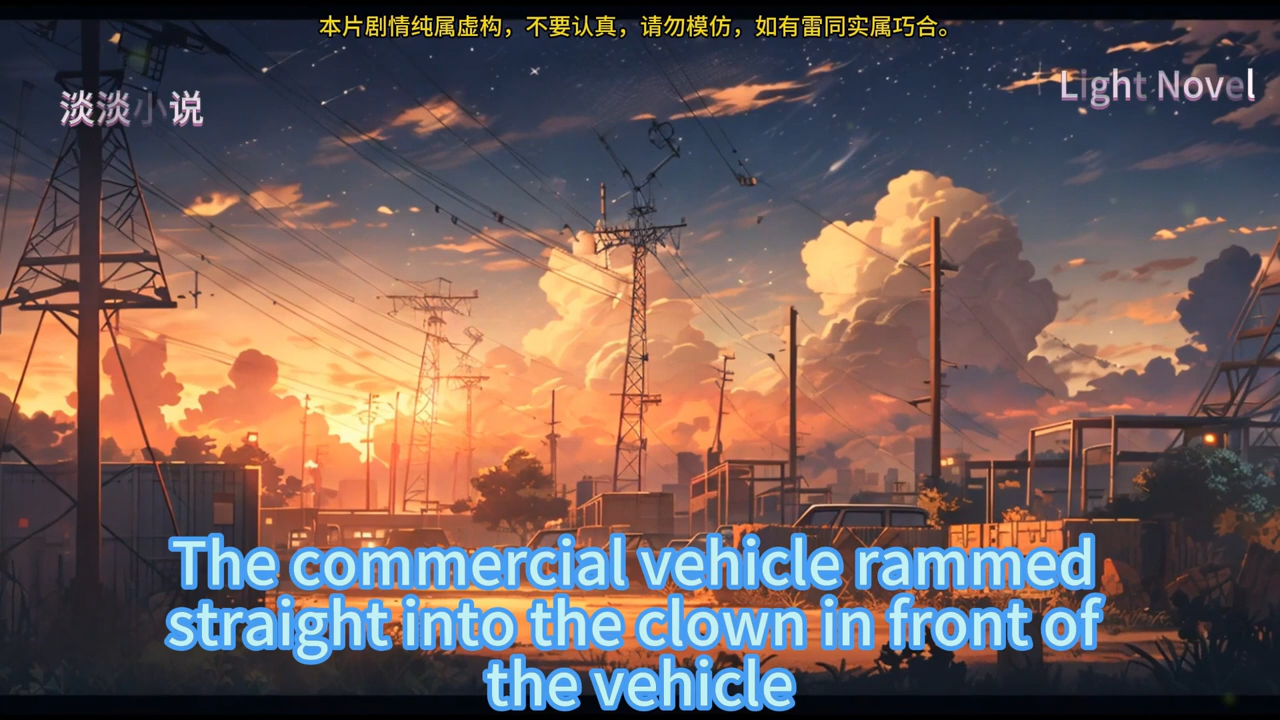 本片剧情纯属虚构，不要认真，请勿模仿，如有雷同实属巧合。
淡淡小说
Light Novel
The commercial vehicle rammed
straight into the clown in front of
the vehicle